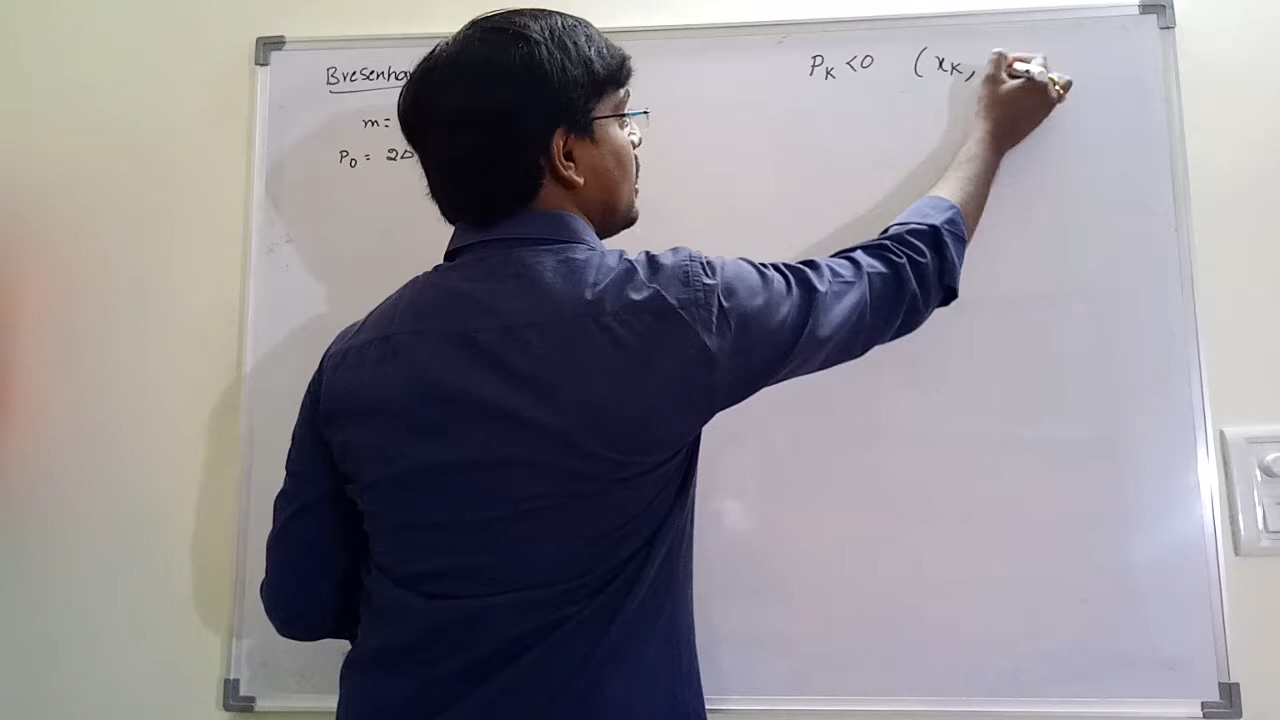 Bresenha
m=
P0 = 2Δ
PK <0 (xK,